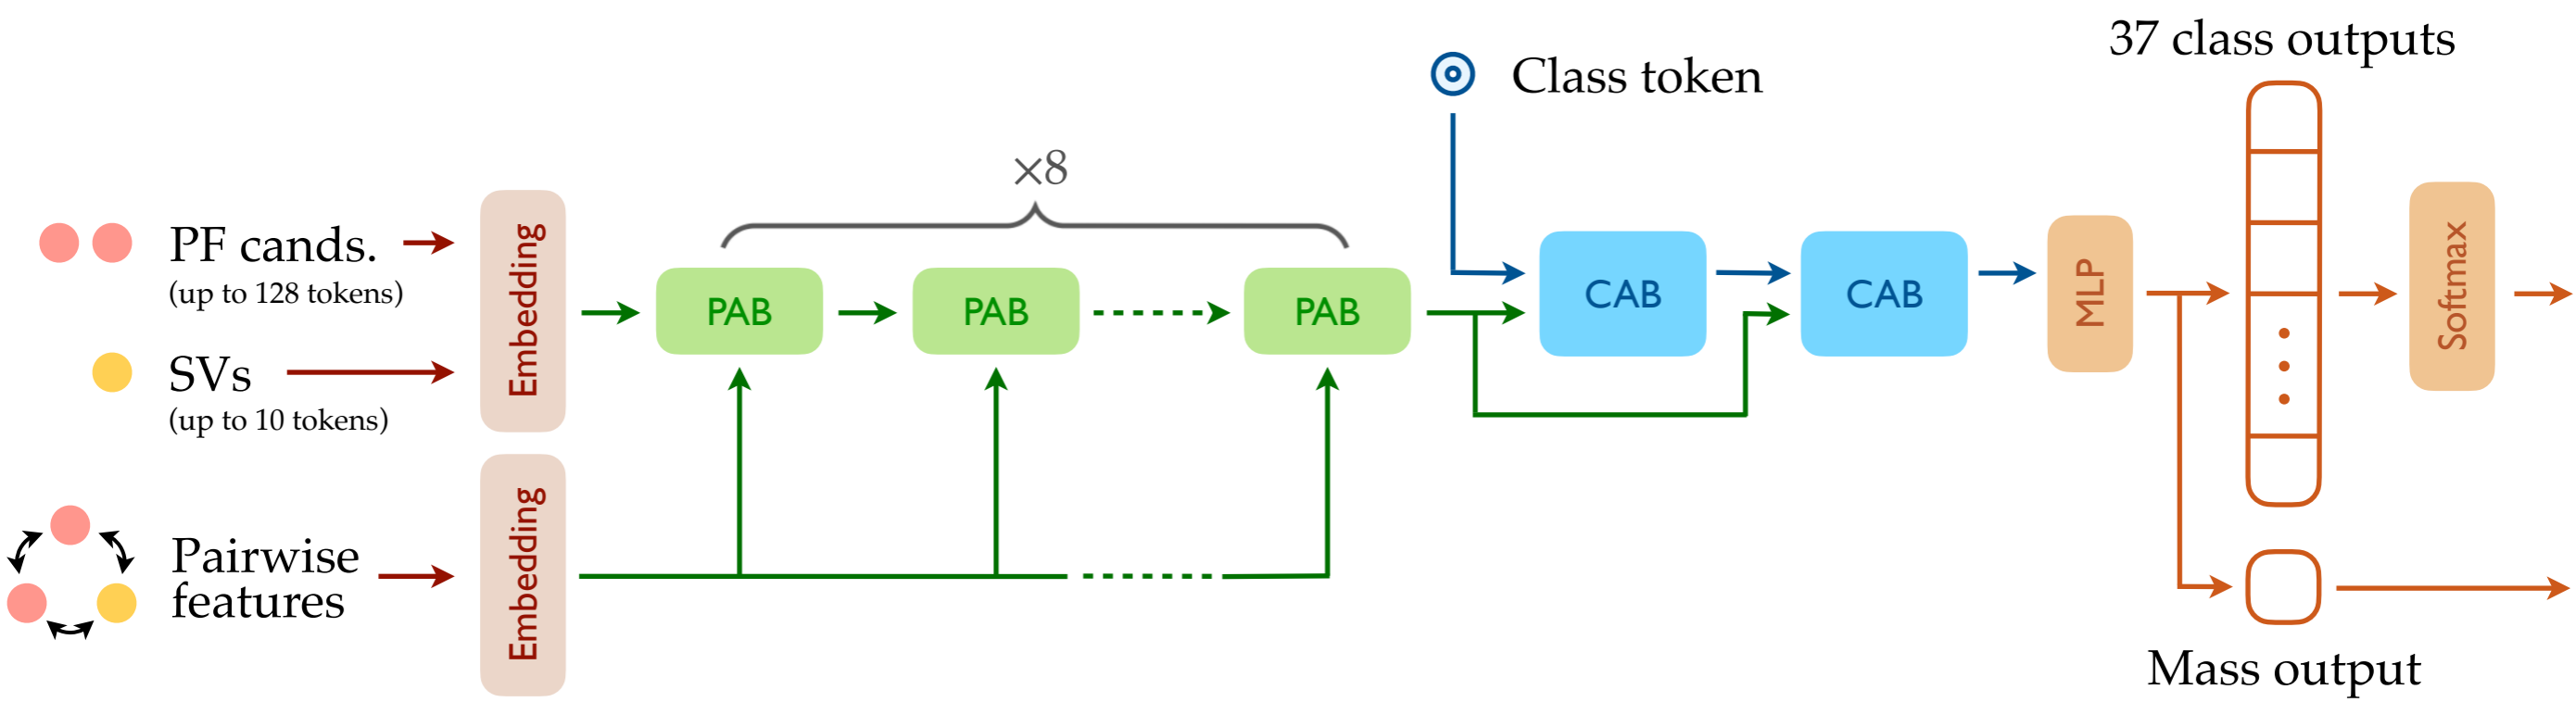 37 class outputs
Class token
×8
PF cands.
(up to 128 tokens)
SVs
(up to 10 tokens)
Embedding
PAB
PAB
PAB
CAB
CAB
MLP
Softmax
Pairwise
features
Embedding
Mass output